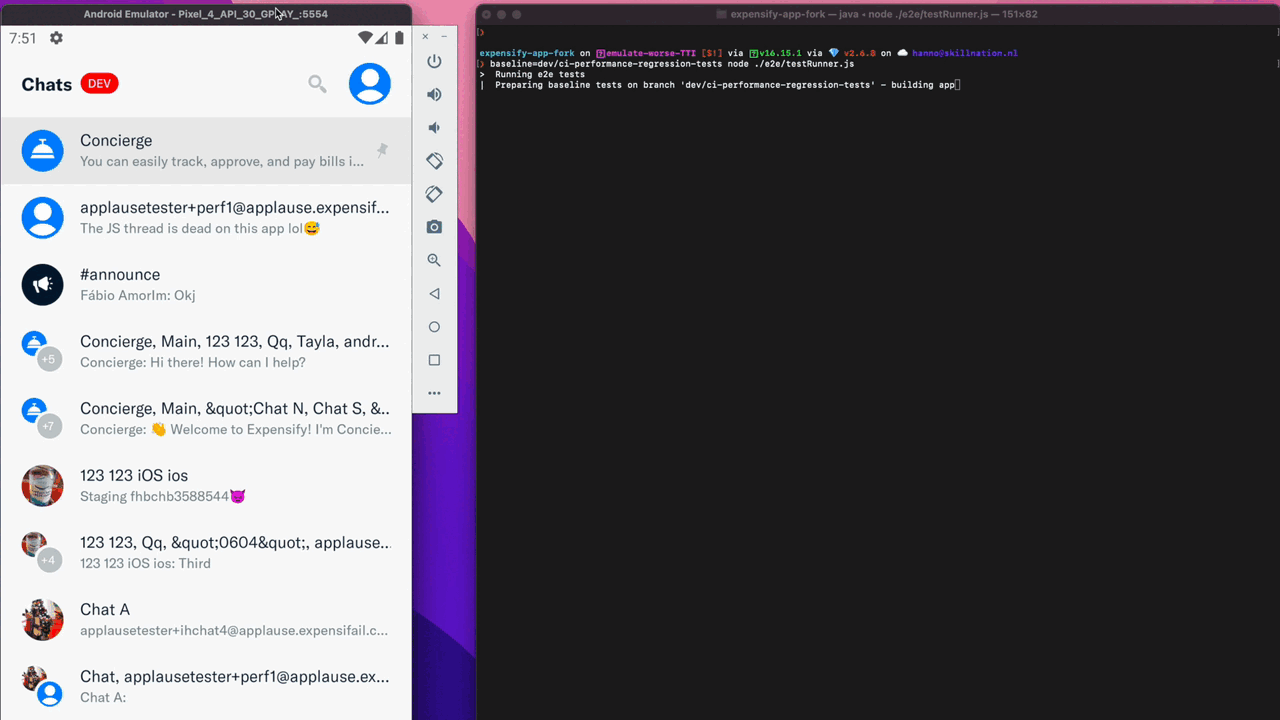 Android Emulator - Pixel_4_API_30_GPLAY_:5554
7:51
Chats DEV
Concierge
You can easily track, approve, and pay bills i...
applausetester+perf1@applause.expensif...
The JS thread is dead on this app lol😅
#announce
Fábio AmorIm: Okj
Concierge, Main, 123 123, Qq, Tayla, andr...
+5
Concierge: Hi there! How can I help?
Concierge, Main, &quot;Chat N, Chat S, &..
+7
Concierge: 👋 Welcome to Expensify! I'm Concie...
123 123 iOS ios
Staging fhbchb3588544😈
123 123, Qq, &quot;0604&quot;, applause...
+4
123 123 iOS ios: Third
Chat A
applausetester+ihchat4@applause.expensifail.c...
Chat, applausetester+perf1@applause.ex...
Chat A:
expensify-app-fork — java • node ./e2e/testRunner.js — 151×82
expensify-app-fork on emulate-worse-TTI [$!] via v16.15.1 via 💎 v2.6.8 on ☁️ hanno@skillnation.nl
❯ baseline=dev/ci-performance-regression-tests node ./e2e/testRunner.js
> Running e2e tests
| Preparing baseline tests on branch 'dev/ci-performance-regression-tests' - building app